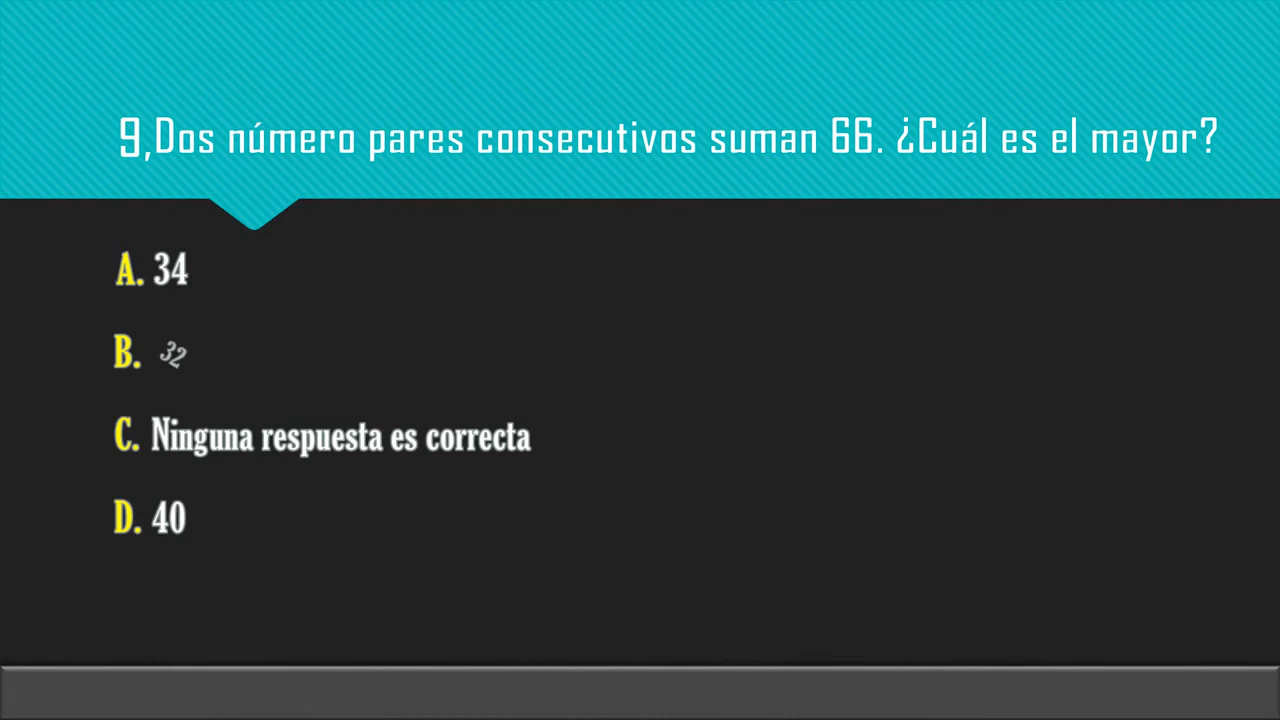 9,Dos número pares consecutivos suman 66. ¿Cuál es el mayor?
A. 34
B. 32
C. Ninguna respuesta es correcta
D. 40